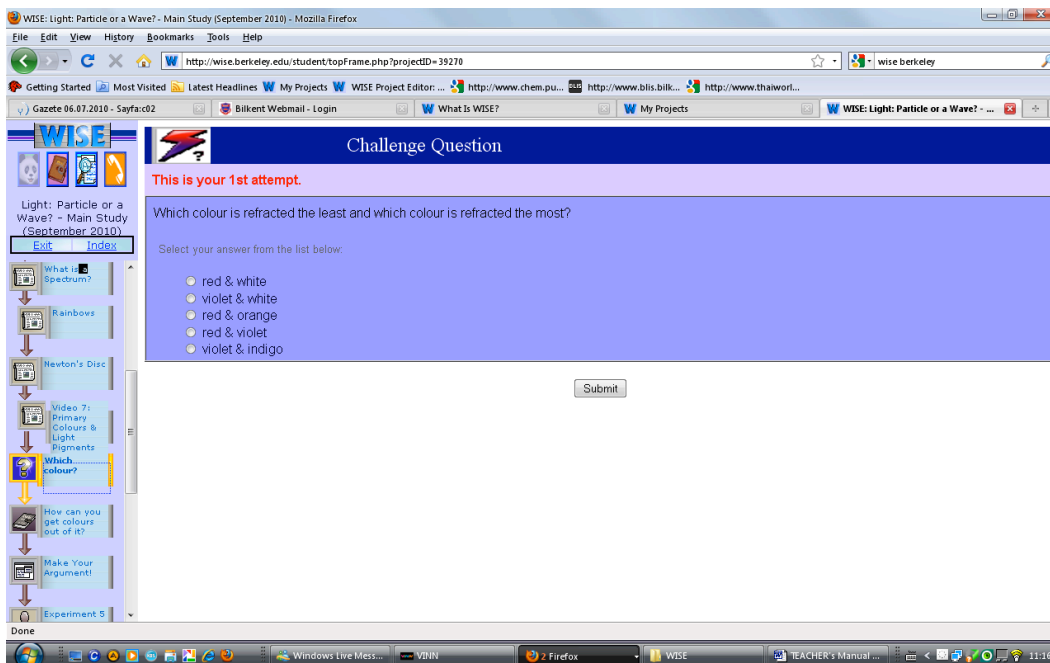 WISE: Light: Particle or a Wave? - Main Study (September 2010) - Mozilla Firefox
File Edit View History Bookmarks Tools Help
http://wise.berkeley.edu/student/topFrame.php?projectID=39270
wise berkeley
Getting Started Most Visited Latest Headlines My Projects WISE Project Editor: ... http://www.chem.pu... http://www.blis.bilk... http://www.thaiworl...
Gazete 06.07.2010 - Sayfa:c02 Bilkent Webmail - Login What Is WISE? My Projects WISE: Light: Particle or a Wave? - ...
WISE
Light: Particle or a
Wave? - Main Study
(September 2010)
Exit Index
What is a
Spectrum?
Rainbows
Newton's Disc
Video 7:
Primary
Colours &
Light
Pigments
Which
colour?
How can you
get colours
out of it?
Make Your
Argument!
Experiment 5
Challenge Question
This is your 1st attempt.
Which colour is refracted the least and which colour is refracted the most?
Select your answer from the list below:
red & white
violet & white
red & orange
red & violet
violet & indigo
Submit
Done
Windows Live Mess... VINN 2 Firefox WISE TEACHER's Manual ... 11:16